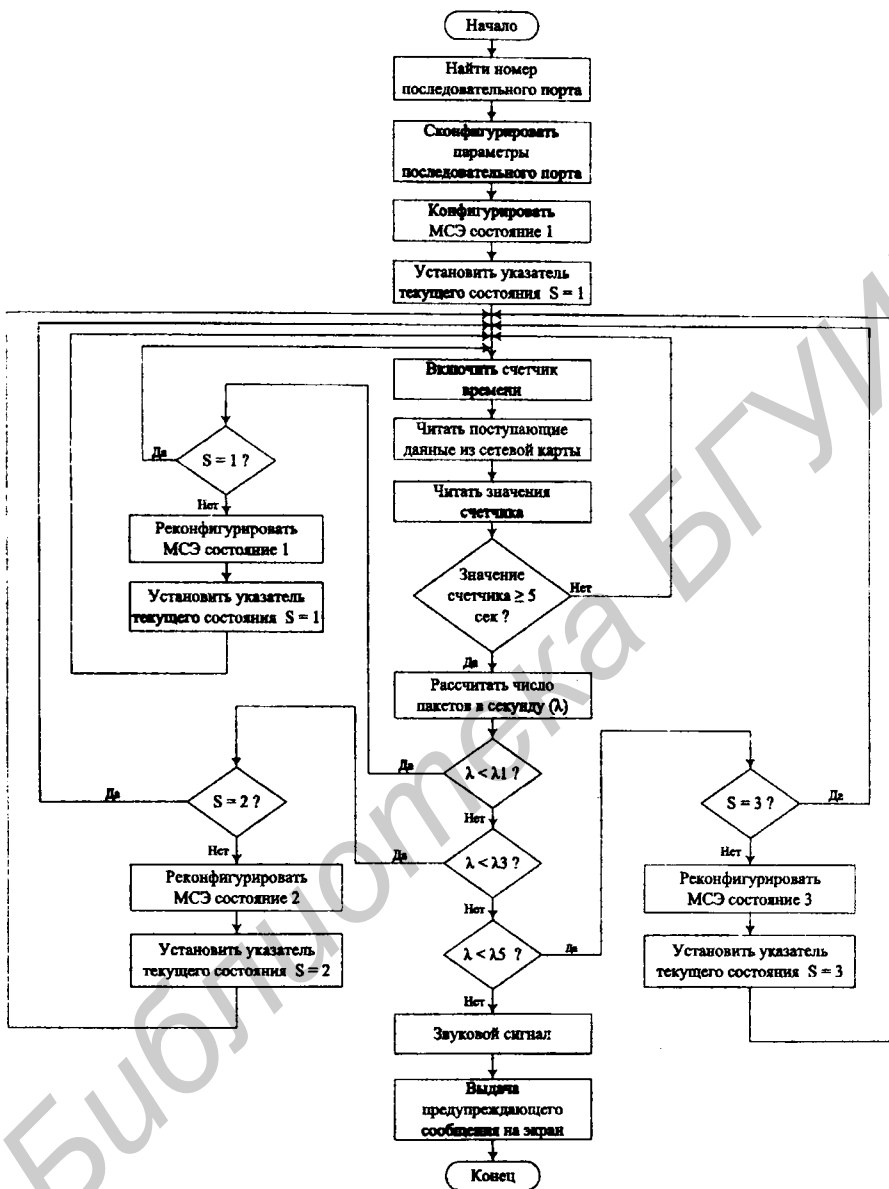 Начало
Найти номер
последовательного порта
Сконфигурировать
параметры
последовательного порта
Конфигурировать
МСЭ состояние 1
Установить указатель
текущего состояния S = 1
Включить счетчик
времени
Читать поступающие
данные из сетевой карты
Читать значения
счетчика
Значение
счетчика ≥ 5
сек ?
Нет
Да
S = 1 ?
Да
Нет
Реконфигурировать
МСЭ состояние 1
Установить указатель
текущего состояния S = 1
Рассчитать число
пакетов в секунду (λ)
λ < λ1 ?
Да
Нет
S = 2 ?
Да
Нет
Реконфигурировать
МСЭ состояние 2
Установить указатель
текущего состояния S = 2
λ < λ3 ?
Да
Нет
λ < λ5 ?
Да
Нет
S = 3 ?
Да
Нет
Реконфигурировать
МСЭ состояние 3
Установить указатель
текущего состояния S = 3
Звуковой сигнал
Выдача
предупреждающего
сообщения на экран
Конец
Библиотека БГУИ